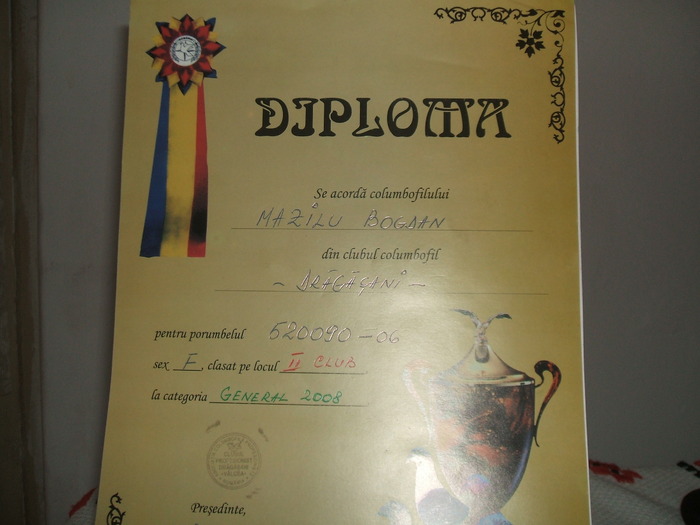 DIPLOMA
Se acordă columbofilului
MAZÎLU BOGDAN
din clubul columbofil
- DRĂGĂŞANI -
pentru porumbelul 520090-06
sex F, clasat pe locul II CLUB
la categoria GENERAL 2008
Preşedinte,